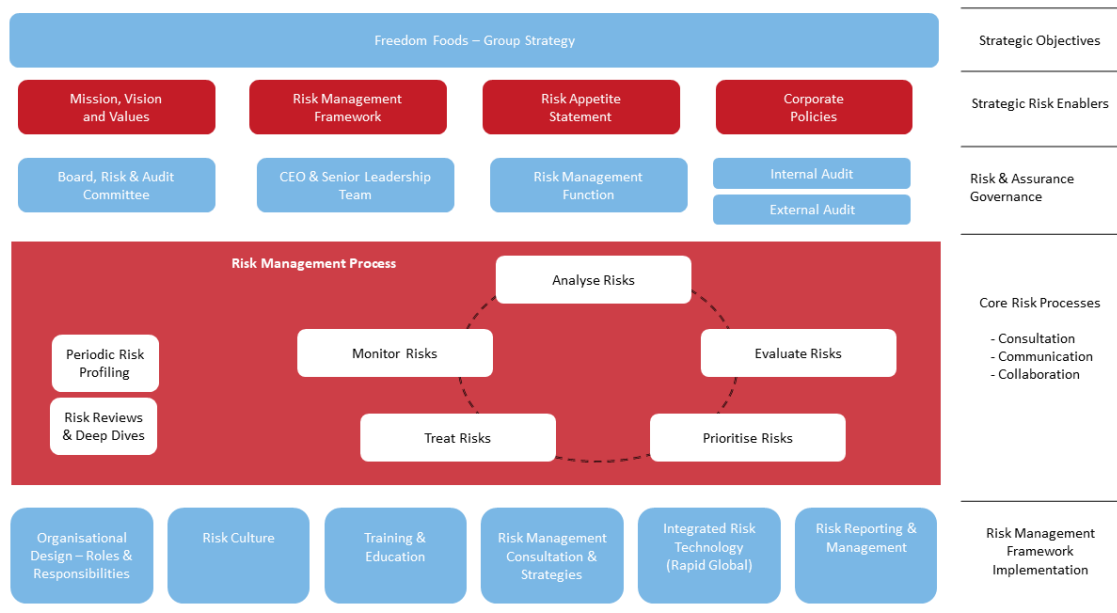 Freedom Foods – Group Strategy
Strategic Objectives
Mission, Vision
and Values
Risk Management
Framework
Risk Appetite
Statement
Corporate
Policies
Strategic Risk Enablers
Board, Risk & Audit
Committee
CEO & Senior Leadership
Team
Risk Management
Function
Internal Audit
External Audit
Risk & Assurance
Governance
Risk Management Process
Analyse Risks
Monitor Risks
Evaluate Risks
Treat Risks
Prioritise Risks
Periodic Risk
Profiling
Risk Reviews
& Deep Dives
Core Risk Processes
- Consultation
- Communication
- Collaboration
Organisational
Design – Roles &
Responsibilities
Risk Culture
Training &
Education
Risk Management
Consultation &
Strategies
Integrated Risk
Technology
(Rapid Global)
Risk Reporting &
Management
Risk Management
Framework
Implementation